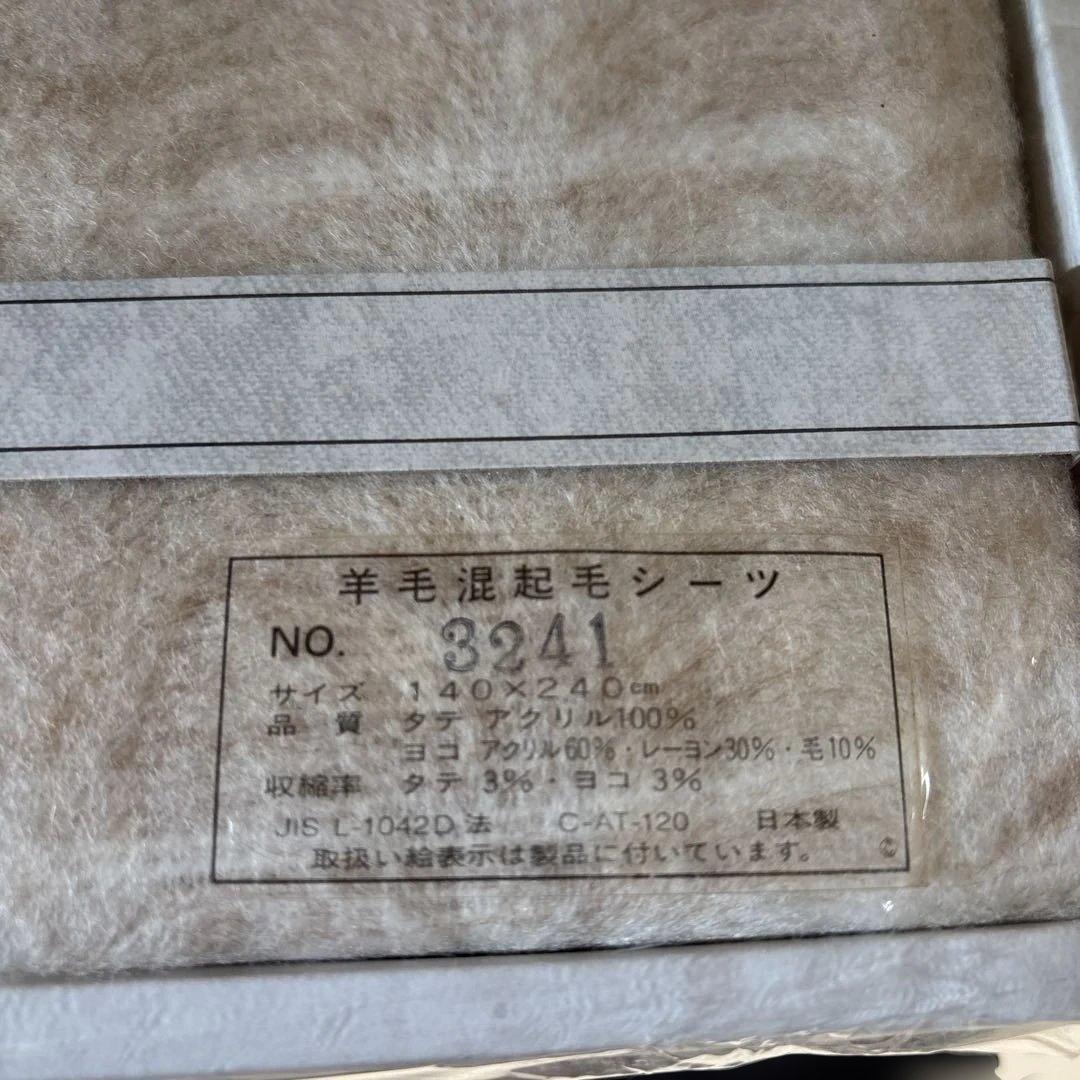 羊毛混起毛シーツ
NO. 3241
サイズ 140×240cm
品 質 タテ アクリル100%
ヨコ アクリル60%・レーヨン30%・毛10%
収縮率 タテ 3%・ヨコ 3%
JIS L-1042D法 C-AT-120 日本製
取扱い絵表示は製品に付いています。